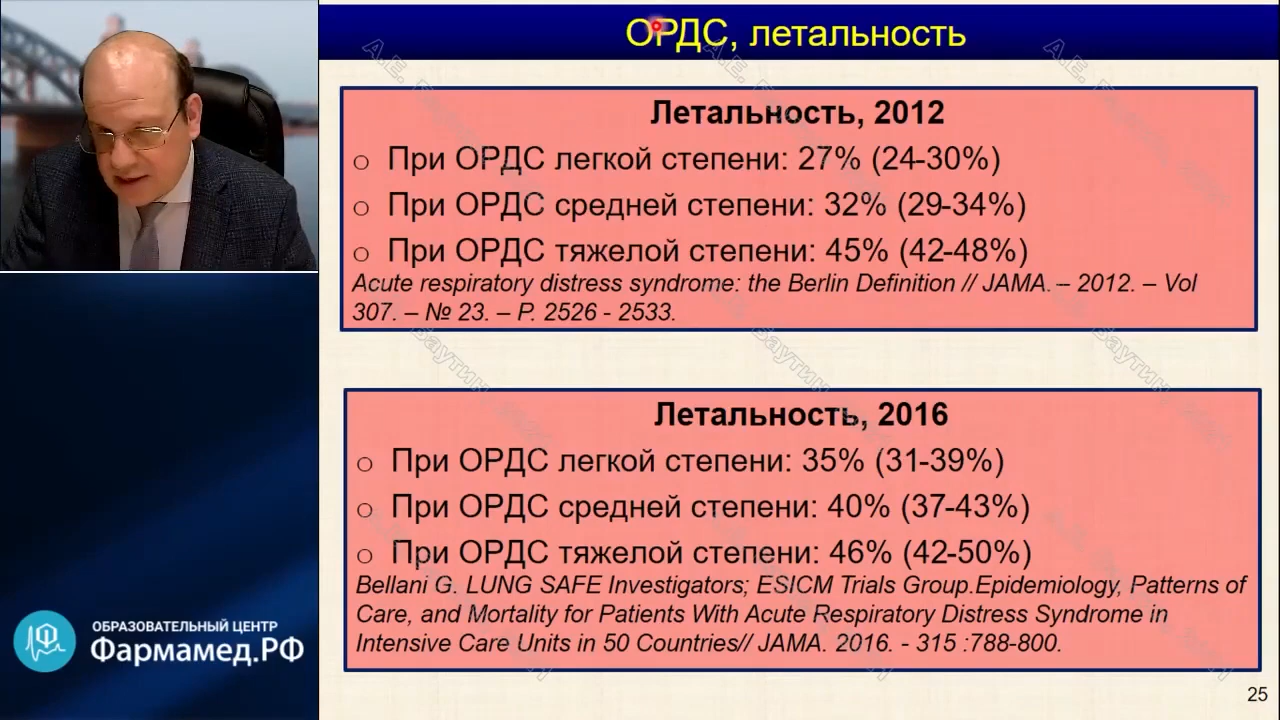 ОРДС, летальность
Летальность, 2012
o При ОРДС легкой степени: 27% (24-30%)
o При ОРДС средней степени: 32% (29-34%)
o При ОРДС тяжелой степени: 45% (42-48%)
Acute respiratory distress syndrome: the Berlin Definition // JAMA. – 2012. – Vol
307. – № 23. – P. 2526 - 2533.
Летальность, 2016
o При ОРДС легкой степени: 35% (31-39%)
o При ОРДС средней степени: 40% (37-43%)
o При ОРДС тяжелой степени: 46% (42-50%)
Bellani G. LUNG SAFE Investigators; ESICM Trials Group.Epidemiology, Patterns of
Care, and Mortality for Patients With Acute Respiratory Distress Syndrome in
Intensive Care Units in 50 Countries// JAMA. 2016. - 315 :788-800.
25
ОБРАЗОВАТЕЛЬНЫЙ ЦЕНТР
Фармамед.РФ